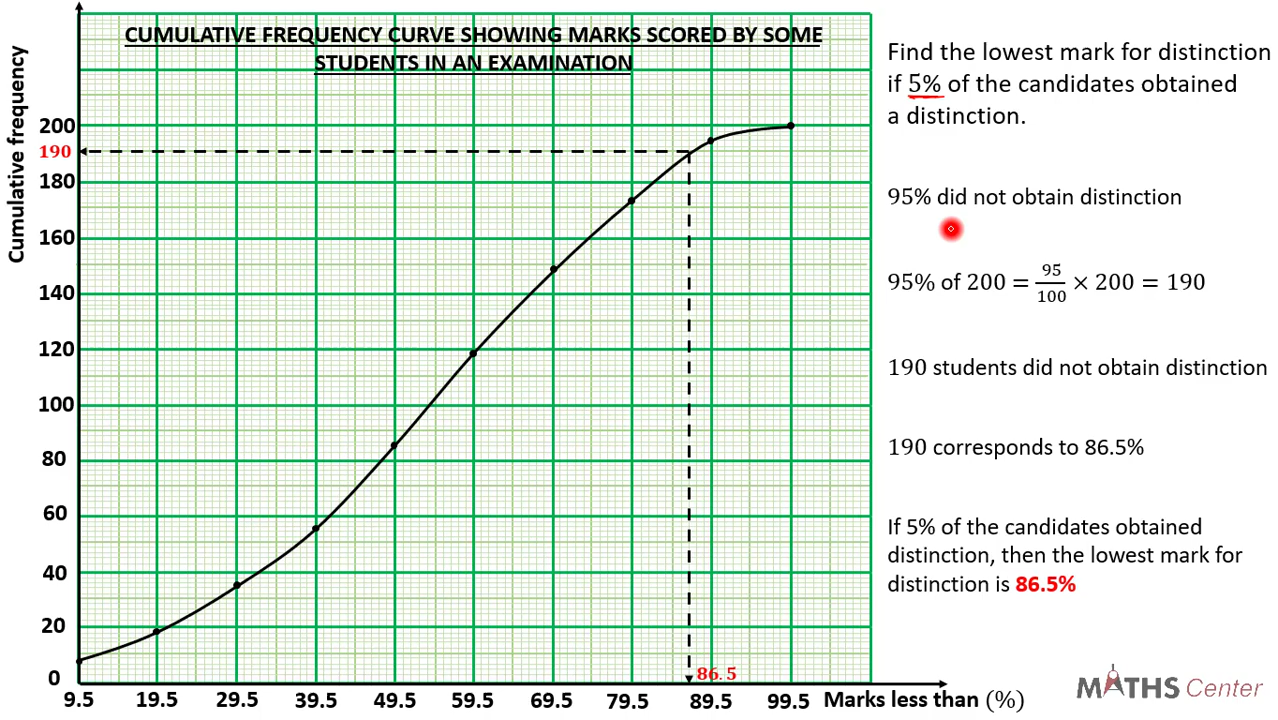 CUMULATIVE FREQUENCY CURVE SHOWING MARKS SCORED BY SOME
STUDENTS IN AN EXAMINATION
Cumulative frequency
200
190
180
160
140
120
100
80
60
40
20
0
86.5
9.5 19.5 29.5 39.5 49.5 59.5 69.5 79.5 89.5 99.5 Marks less than (%)
Find the lowest mark for distinction
if 5% of the candidates obtained
a distinction.
95% did not obtain distinction
95% of 200 = 95/100 × 200 = 190
190 students did not obtain distinction
190 corresponds to 86.5%
If 5% of the candidates obtained
distinction, then the lowest mark for
distinction is 86.5%
MATHS Center